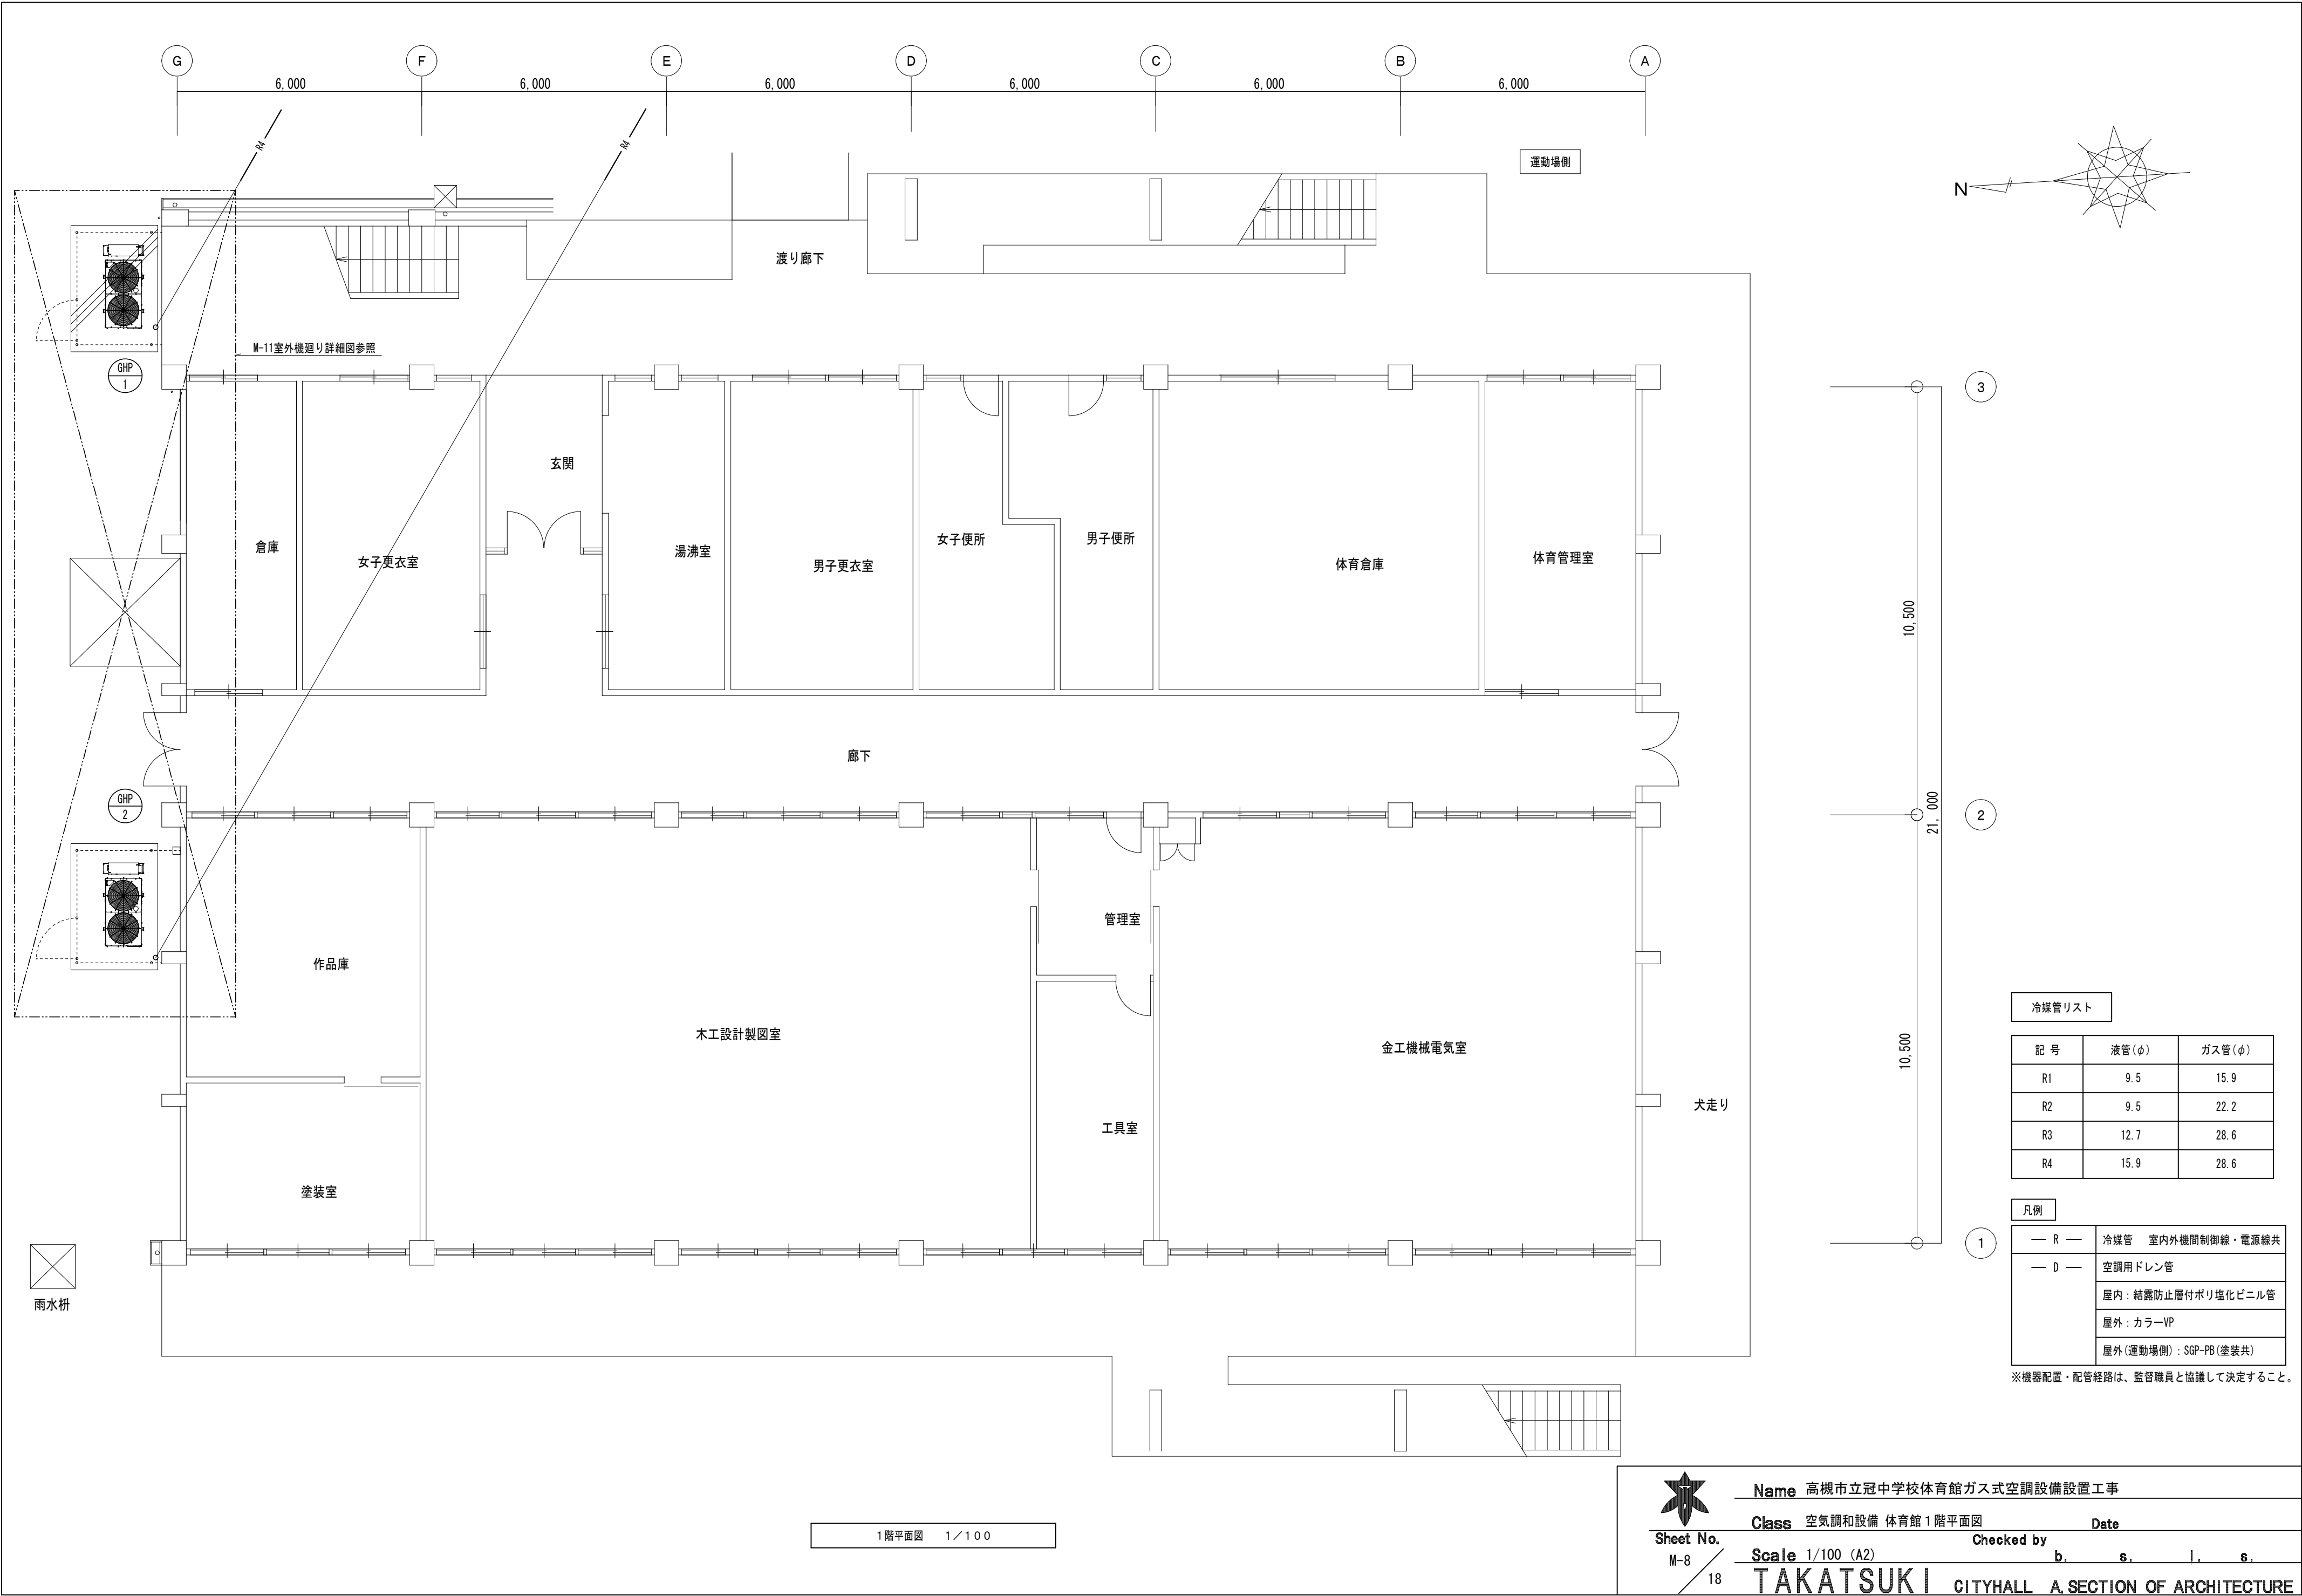 G F E D C B A
6,000 6,000 6,000 6,000 6,000 6,000
R4 R4
運動場側
N
渡り廊下
M-11室外機廻り詳細図参照
GHP
1
3
玄関
倉庫
女子更衣室
湯沸室
男子更衣室
女子便所
男子便所
体育倉庫
体育管理室
10,500
廊下
GHP
2
21,000
2
管理室
作品庫
木工設計製図室
金工機械電気室
10,500
工具室
犬走り
塗装室
1
雨水枡
冷媒管リスト
記 号 液管(φ) ガス管(φ)
R1 9.5 15.9
R2 9.5 22.2
R3 12.7 28.6
R4 15.9 28.6
凡例
— R — 冷媒管 室内外機間制御線・電源線共
— D — 空調用ドレン管
屋内：結露防止層付ポリ塩化ビニル管
屋外：カラーVP
屋外(運動場側)：SGP-PB(塗装共)
※機器配置・配管経路は、監督職員と協議して決定すること。
1階平面図 1／100
Name 高槻市立冠中学校体育館ガス式空調設備設置工事
Class 空気調和設備 体育館1階平面図 Date
Sheet No. Checked by
M-8/18
Scale 1/100 (A2) b. s. l. s.
TAKATSUKI CITYHALL A.SECTION OF ARCHITECTURE